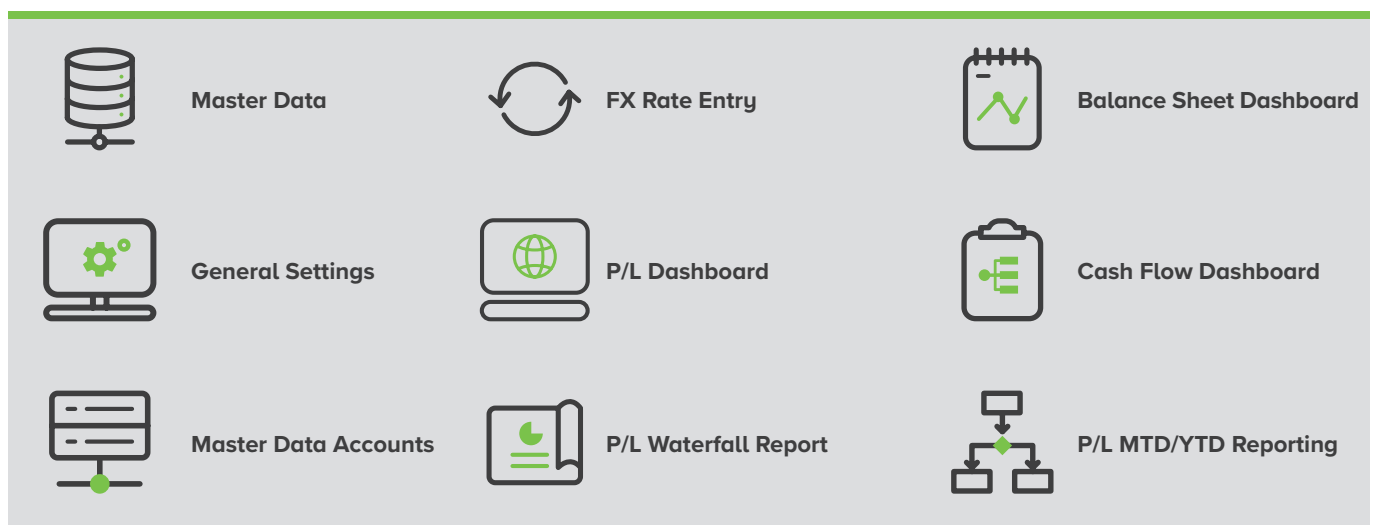 Master Data
FX Rate Entry
Balance Sheet Dashboard
General Settings
P/L Dashboard
Cash Flow Dashboard
Master Data Accounts
P/L Waterfall Report
P/L MTD/YTD Reporting